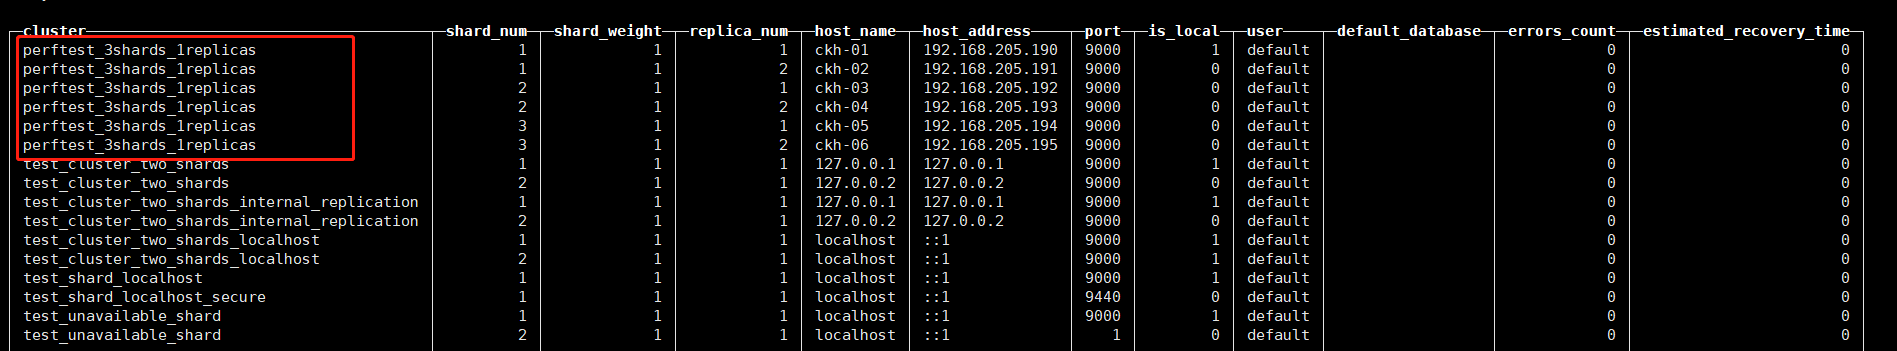 cluster shard_num shard_weight replica_num host_name host_address port is_local user default_database errors_count estimated_recovery_time
perftest_3shards_1replicas 1 1 1 ckh-01 192.168.205.190 9000 1 default 0 0
perftest_3shards_1replicas 1 1 2 ckh-02 192.168.205.191 9000 0 default 0 0
perftest_3shards_1replicas 2 1 1 ckh-03 192.168.205.192 9000 0 default 0 0
perftest_3shards_1replicas 2 1 2 ckh-04 192.168.205.193 9000 0 default 0 0
perftest_3shards_1replicas 3 1 1 ckh-05 192.168.205.194 9000 0 default 0 0
perftest_3shards_1replicas 3 1 2 ckh-06 192.168.205.195 9000 0 default 0 0
test_cluster_two_shards 1 1 1 127.0.0.1 127.0.0.1 9000 1 default 0 0
test_cluster_two_shards 2 1 1 127.0.0.2 127.0.0.2 9000 0 default 0 0
test_cluster_two_shards_internal_replication 1 1 1 127.0.0.1 127.0.0.1 9000 1 default 0 0
test_cluster_two_shards_internal_replication 2 1 1 127.0.0.2 127.0.0.2 9000 0 default 0 0
test_cluster_two_shards_localhost 1 1 1 localhost ::1 9000 1 default 0 0
test_cluster_two_shards_localhost 2 1 1 localhost ::1 9000 1 default 0 0
test_shard_localhost 1 1 1 localhost ::1 9000 1 default 0 0
test_shard_localhost_secure 1 1 1 localhost ::1 9440 0 default 0 0
test_unavailable_shard 1 1 1 localhost ::1 9000 1 default 0 0
test_unavailable_shard 2 1 1 localhost ::1 1 0 default 0 0